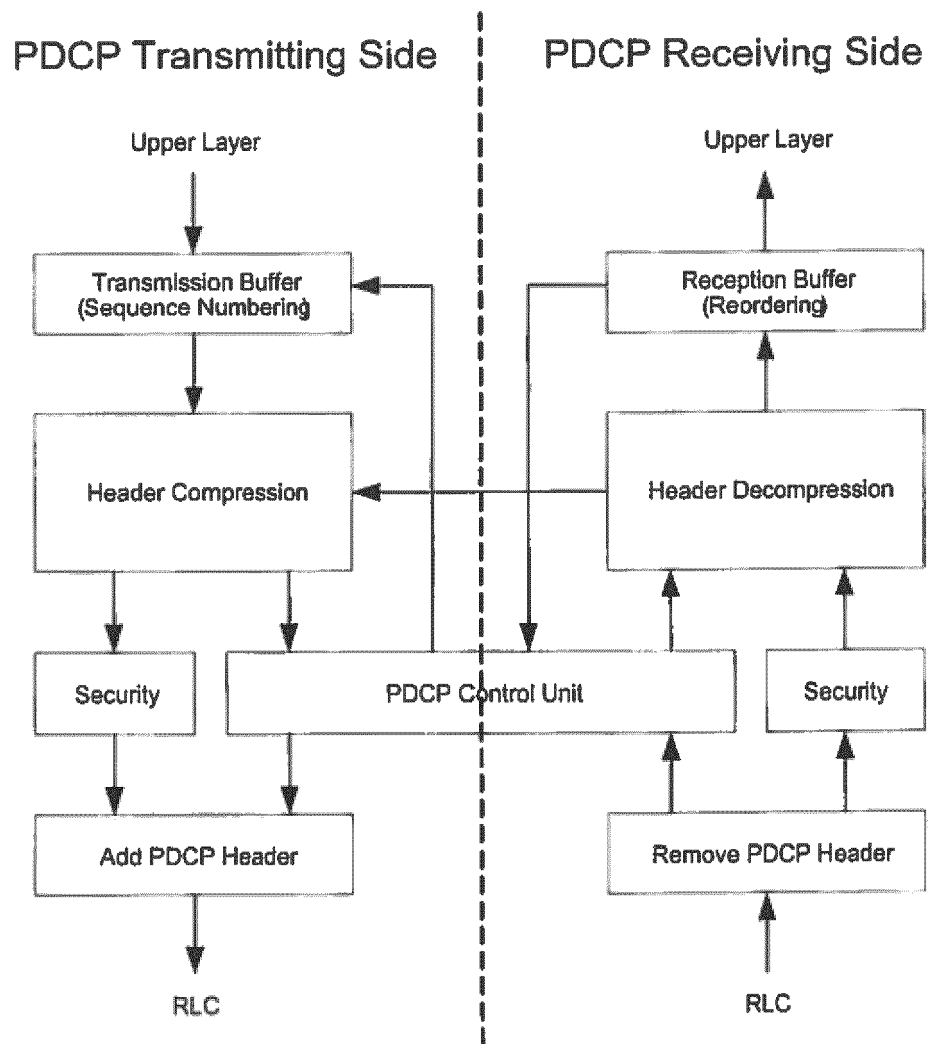 PDCP Transmitting Side
PDCP Receiving Side
Upper Layer
Upper Layer
Transmission Buffer
(Sequence Numbering)
Reception Buffer
(Reordering)
Header Compression
Header Decompression
Security
PDCP Control Unit
Security
Add PDCP Header
Remove PDCP Header
RLC
RLC